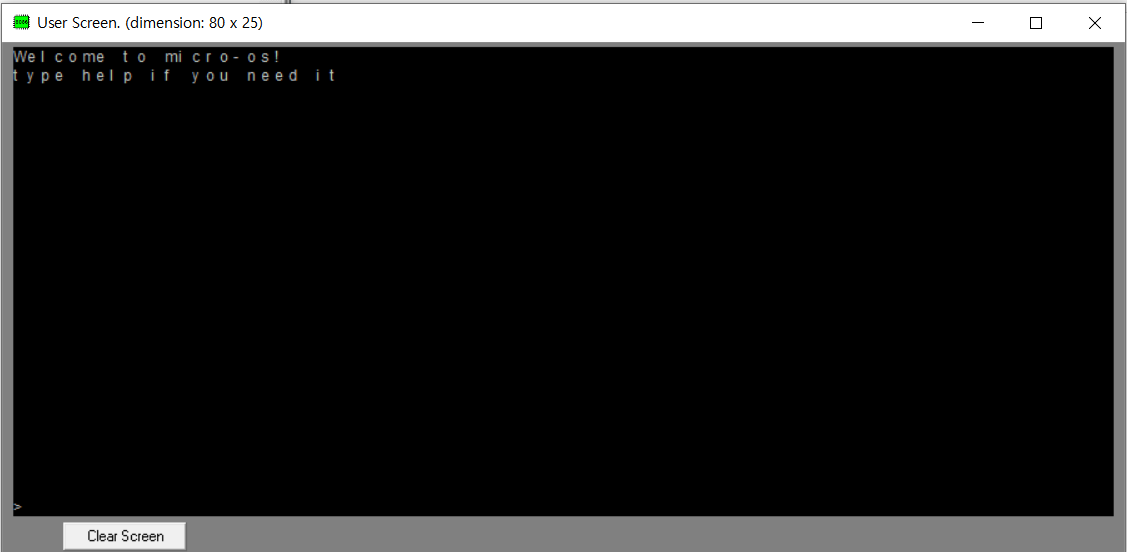 User Screen. (dimension: 80 x 25)
Welcome to micro-os!
type help if you need it
>
Clear Screen